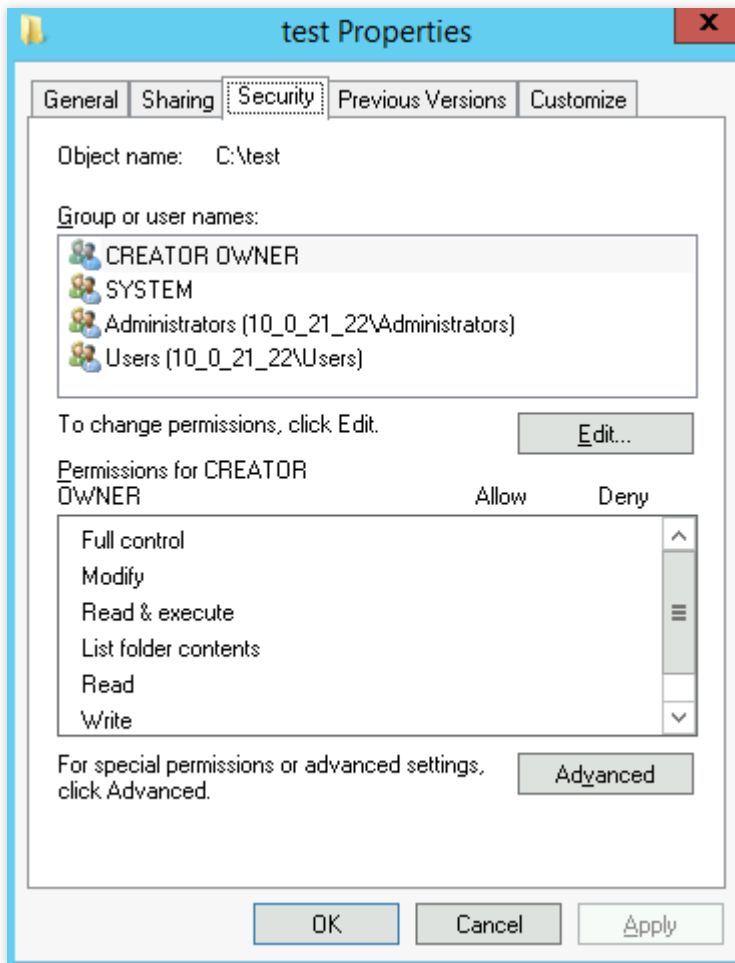 test Properties
x
General Sharing Security Previous Versions Customize
Object name: C:\test
Group or user names:
CREATOR OWNER
SYSTEM
Administrators (10_0_21_22\Administrators)
Users (10_0_21_22\Users)
To change permissions, click Edit.
Edit...
Permissions for CREATOR
OWNER Allow Deny
Full control
Modify
Read & execute
List folder contents
Read
Write
For special permissions or advanced settings,
click Advanced.
Advanced
OK Cancel Apply